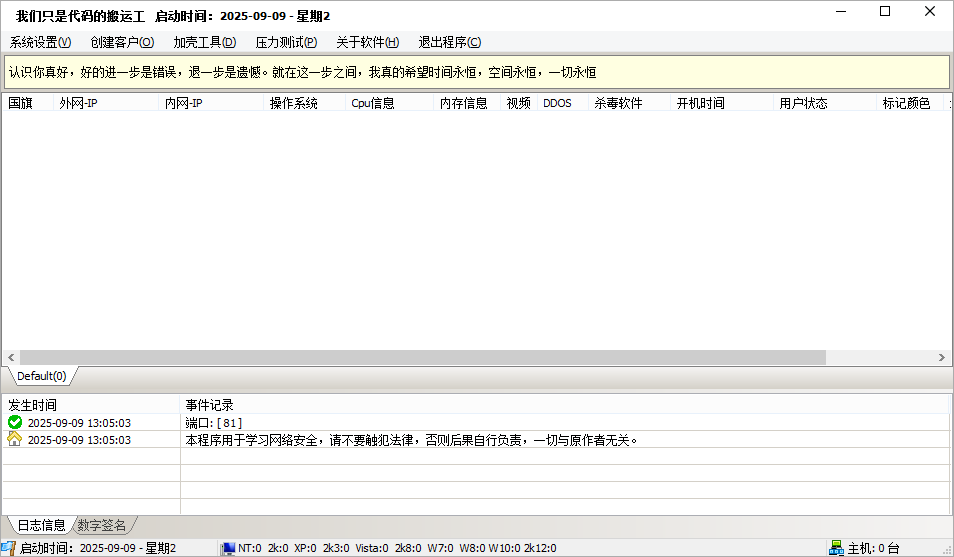 我们只是代码的搬运工 启动时间：2025-09-09 - 星期2
系统设置(V) 创建客户(O) 加壳工具(D) 压力测试(P) 关于软件(H) 退出程序(C)
认识你真好，好的进一步是错误，退一步是遗憾。就在这一步之间，我真的希望时间永恒，空间永恒，一切永恒
国旗 外网-IP 内网-IP 操作系统 Cpu信息 内存信息 视频 DDOS 杀毒软件 开机时间 用户状态 标记颜色
Default(0)
发生时间 事件记录
2025-09-09 13:05:03 端口: [81]
2025-09-09 13:05:03 本程序用于学习网络安全，请不要触犯法律，否则后果自行负责，一切与原作者无关。
日志信息 数字签名
启动时间：2025-09-09 - 星期2 NT:0 2k:0 XP:0 2k3:0 Vista:0 2k8:0 W7:0 W8:0 W10:0 2k12:0 主机: 0 台